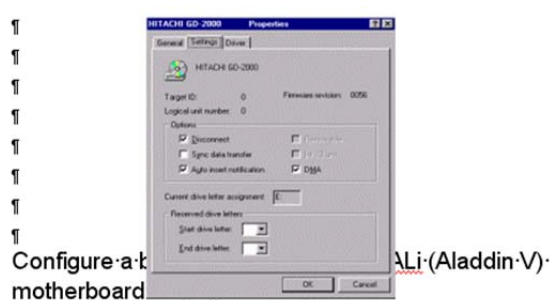 HITACHI GD-2000 Properties
General Settings Driver
HITACHI GD-2000
Target ID: 0 Firmware revision: 0056
Logical unit number: 0
Options
Disconnect
Sync data transfer
Auto insert notification DMA
Current drive letter assignment: E:
Reserved drive letters
Start drive letter:
End drive letter:
OK Cancel
Configure·a·b ALi·(Aladdin·V)·
motherboard